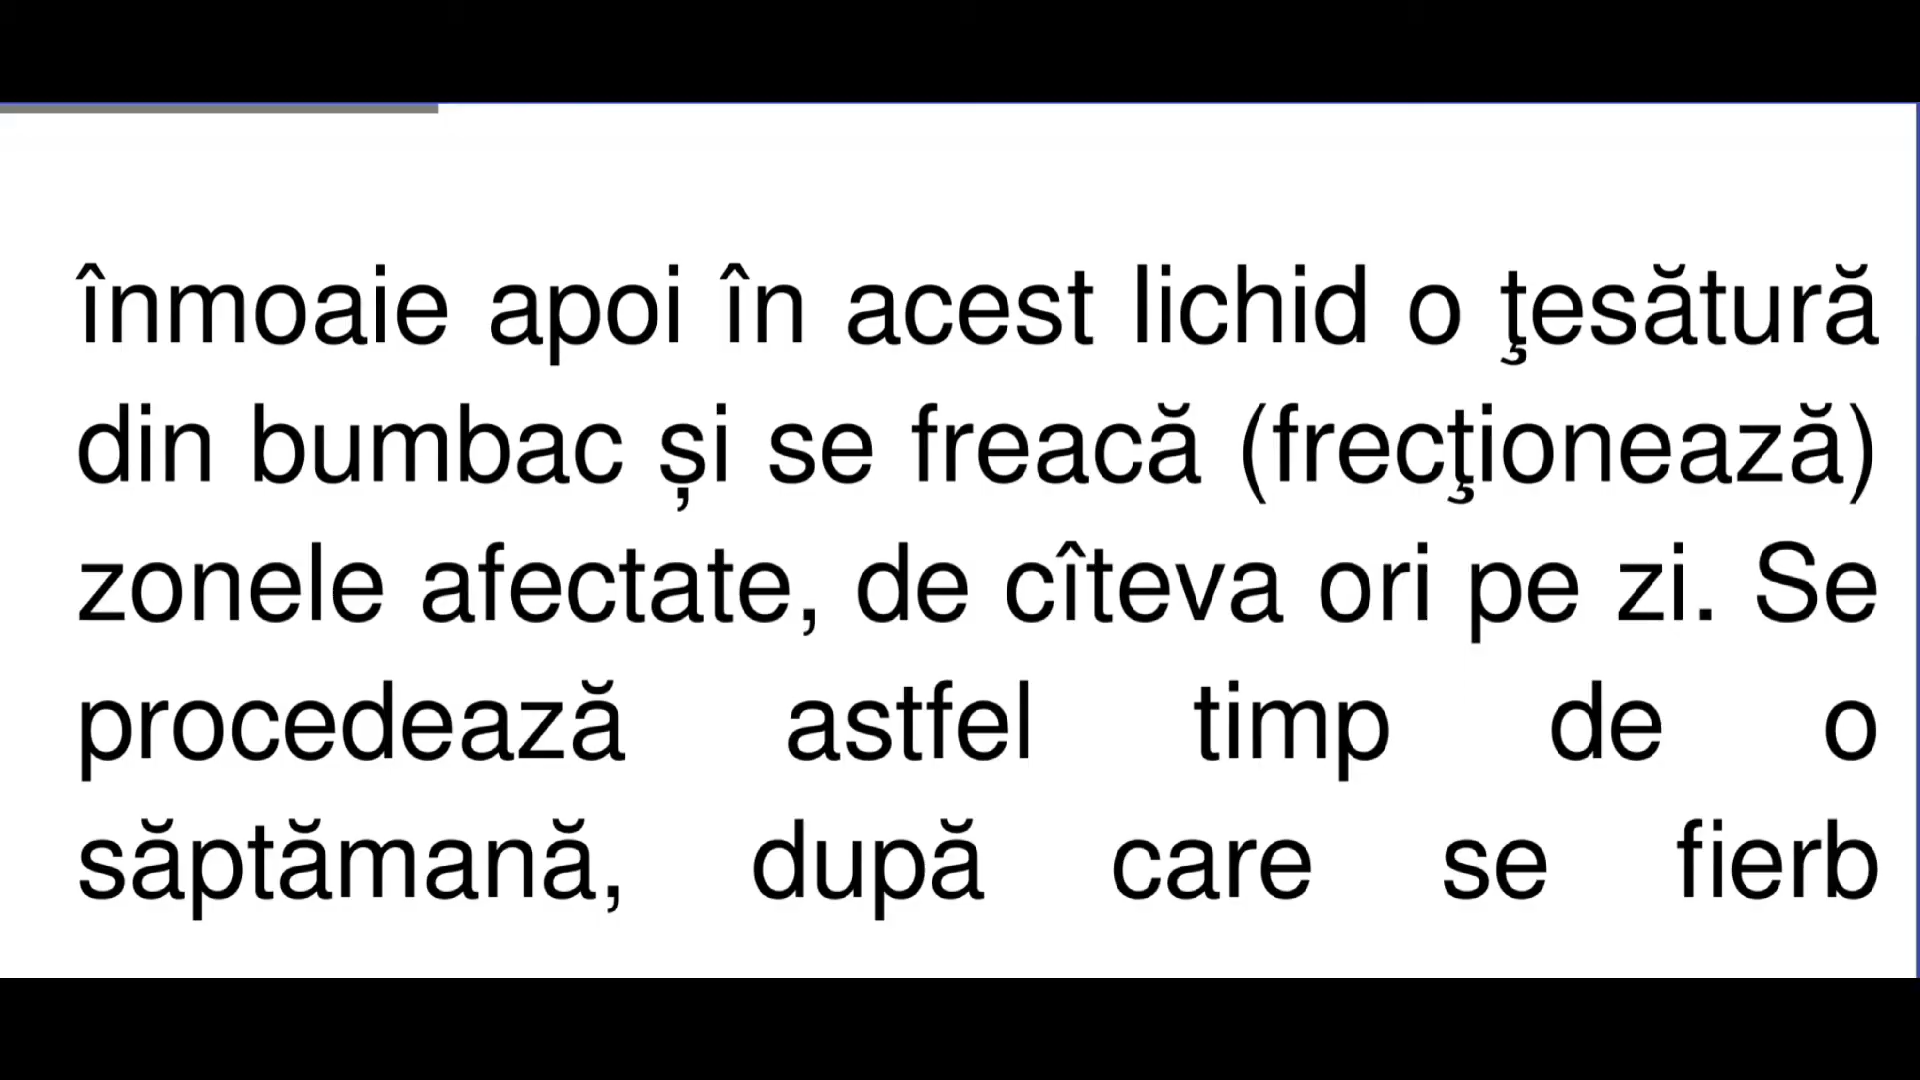 înmoaie apoi în acest lichid o ţesătură
din bumbac și se freacă (frecţionează)
zonele afectate, de cîteva ori pe zi. Se
procedează astfel timp de o
săptămană, după care se fierb